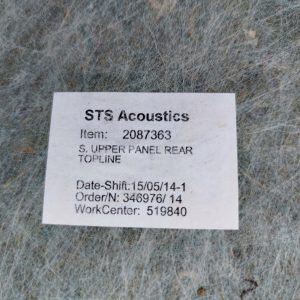 STS Acoustics
Item: 2087363
S. UPPER PANEL REAR
TOPLINE
Date-Shift:15/05/14-1
Order/N: 346976/ 14
WorkCenter: 519840